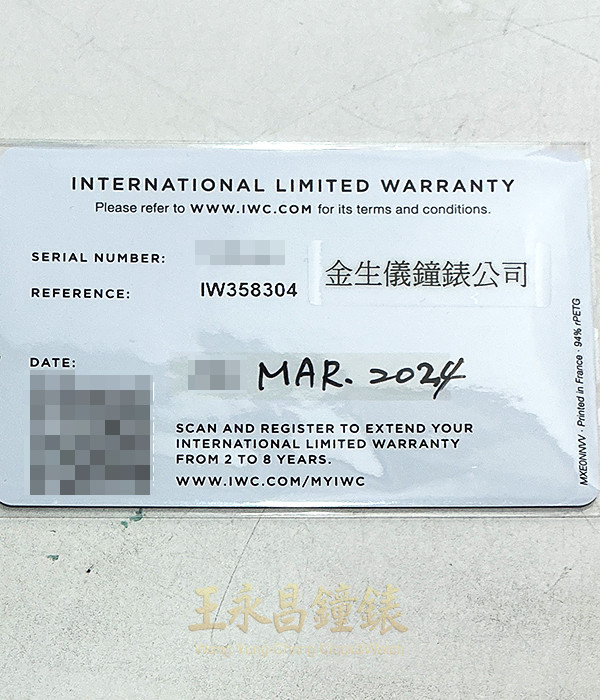 INTERNATIONAL LIMITED WARRANTY
Please refer to WWW.IWC.COM for its terms and conditions.
SERIAL NUMBER:
金生儀鐘錶公司
REFERENCE: IW358304
DATE: MAR. 2024
SCAN AND REGISTER TO EXTEND YOUR
INTERNATIONAL LIMITED WARRANTY
FROM 2 TO 8 YEARS.
WWW.IWC.COM/MYIWC
MXE0NNVV · Printed in France · 94% rPETG
王永昌鐘錶